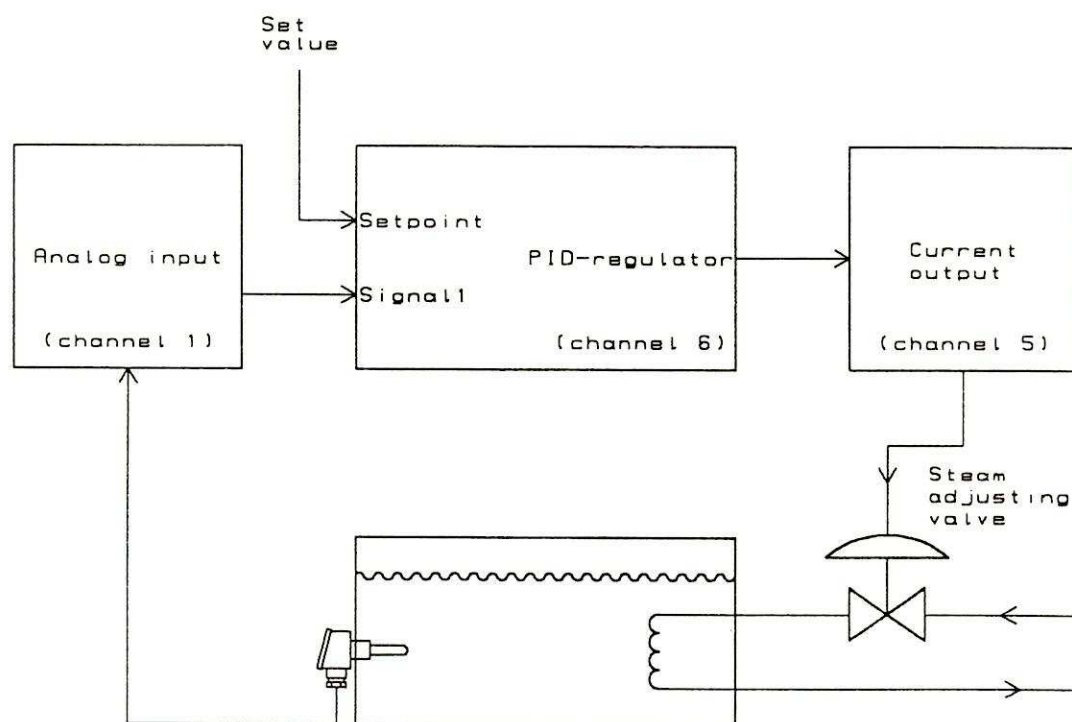 Set
value
Setpoint
Analog input
PID-regulator
Current
output
Signal1
(channel 1)
(channel 6)
(channel 5)
Steam
adjusting
valve